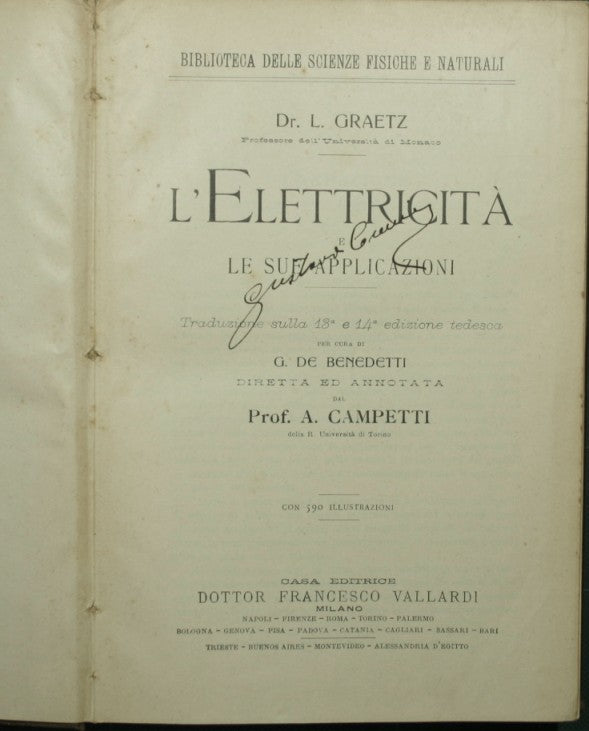 BIBLIOTECA DELLE SCIENZE FISICHE E NATURALI
Dr. L. GRAETZ
Professore dell'Università di Monaco
L'ELETTRICITÀ
E
LE SUE APPLICAZIONI
Gustavo
Traduzione sulla 13ª e 14ª edizione tedesca
PER CURA DI
G. DE BENEDETTI
DIRETTA ED ANNOTATA
DAL
Prof. A. CAMPETTI
della R. Università di Torino
CON 590 ILLUSTRAZIONI
CASA EDITRICE
DOTTOR FRANCESCO VALLARDI
MILANO
NAPOLI - FIRENZE - ROMA - TORINO - PALERMO
BOLOGNA - GENOVA - PISA - PADOVA - CATANIA - CAGLIARI - SASSARI - BARI
TRIESTE - BUENOS AIRES - MONTEVIDEO - ALESSANDRIA D'EGITTO